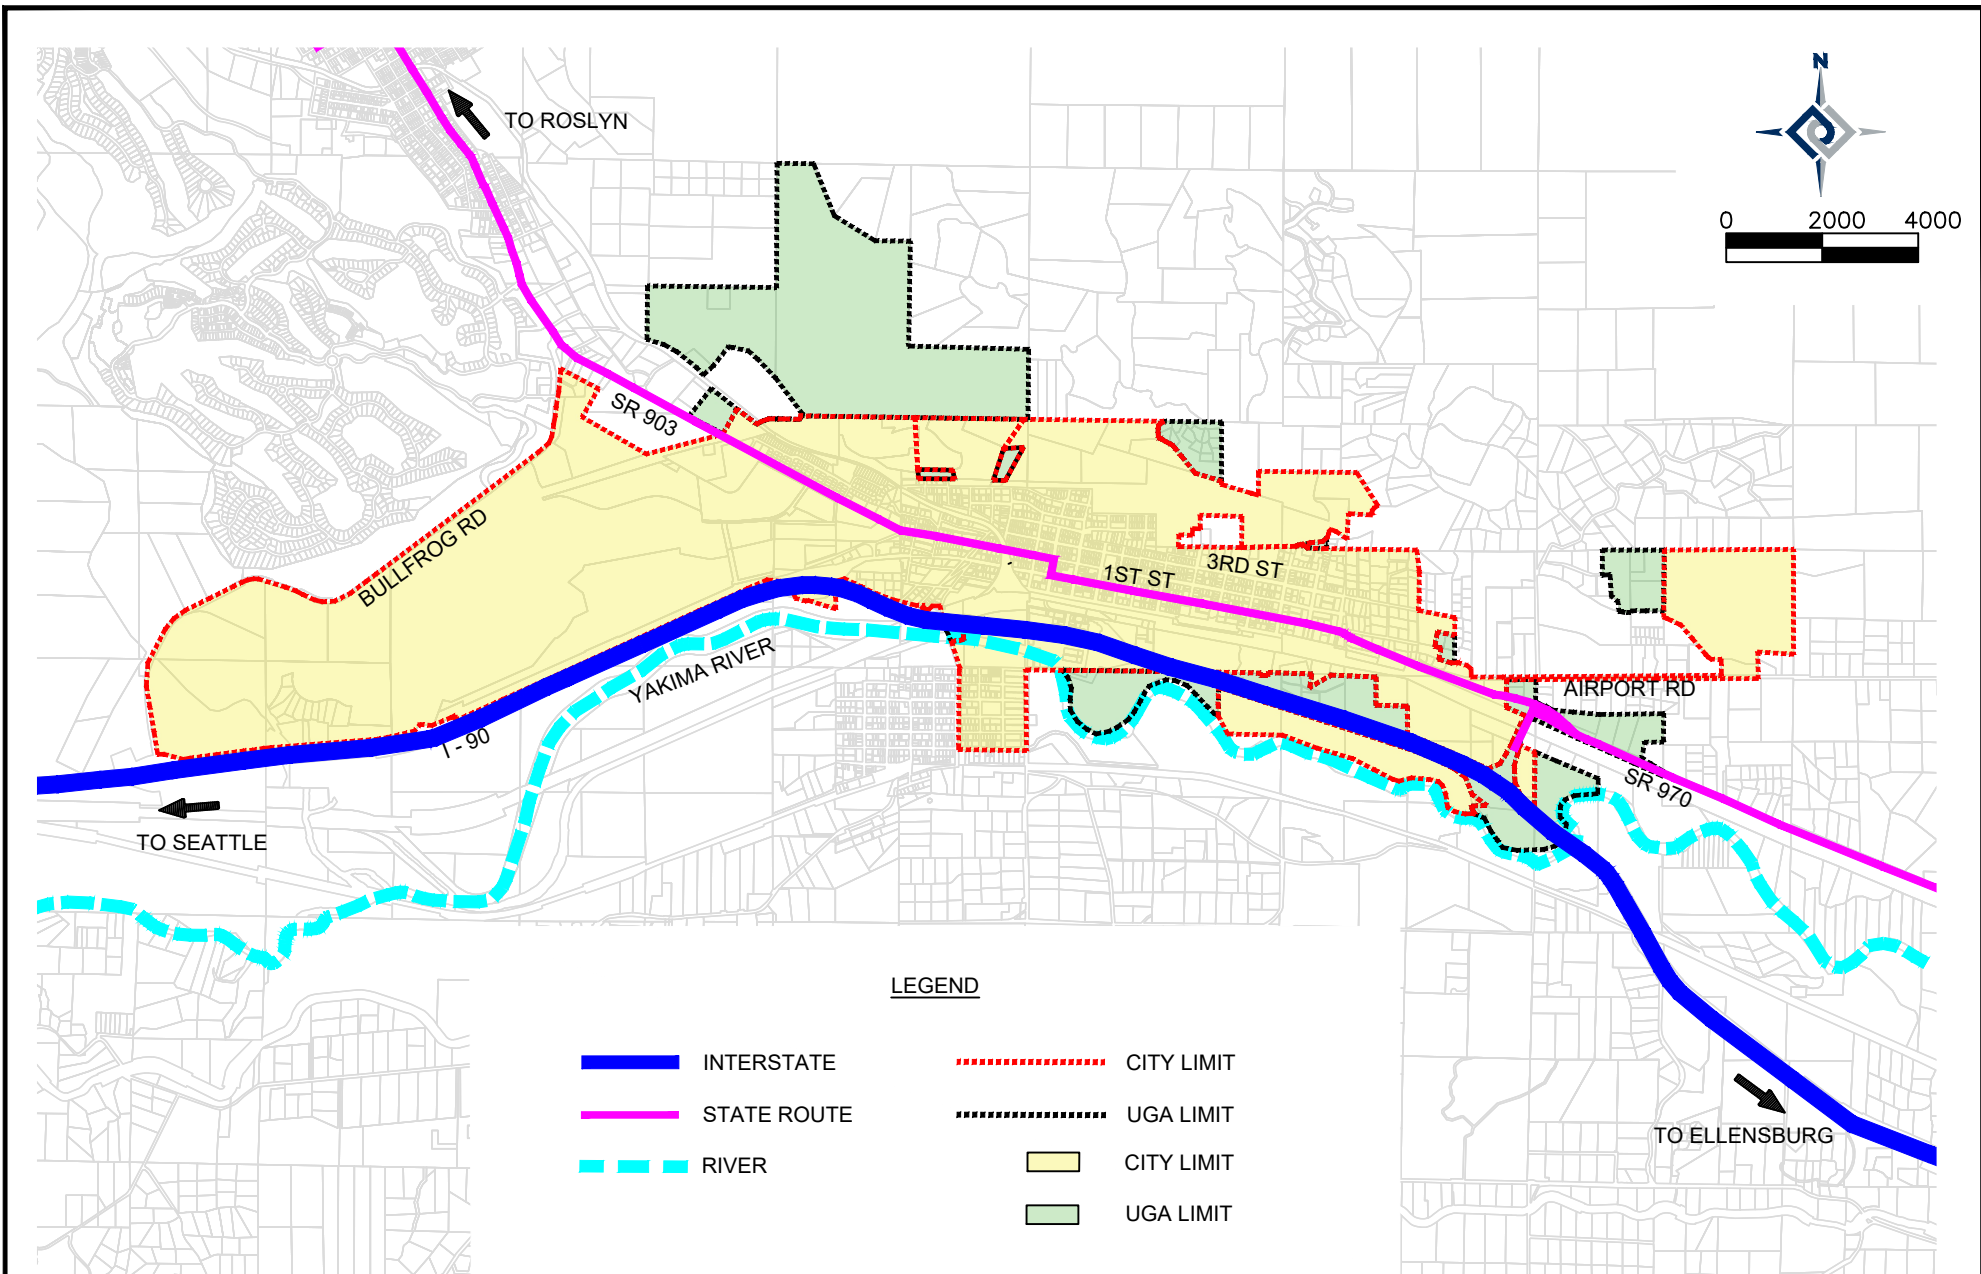 N
0 2000 4000
TO ROSLYN
SR 903
BULLFROG RD
3RD ST
1ST ST
YAKIMA RIVER
AIRPORT RD
I - 90
SR 970
TO SEATTLE
TO ELLENSBURG
LEGEND
INTERSTATE
STATE ROUTE
RIVER
CITY LIMIT
UGA LIMIT
CITY LIMIT
UGA LIMIT